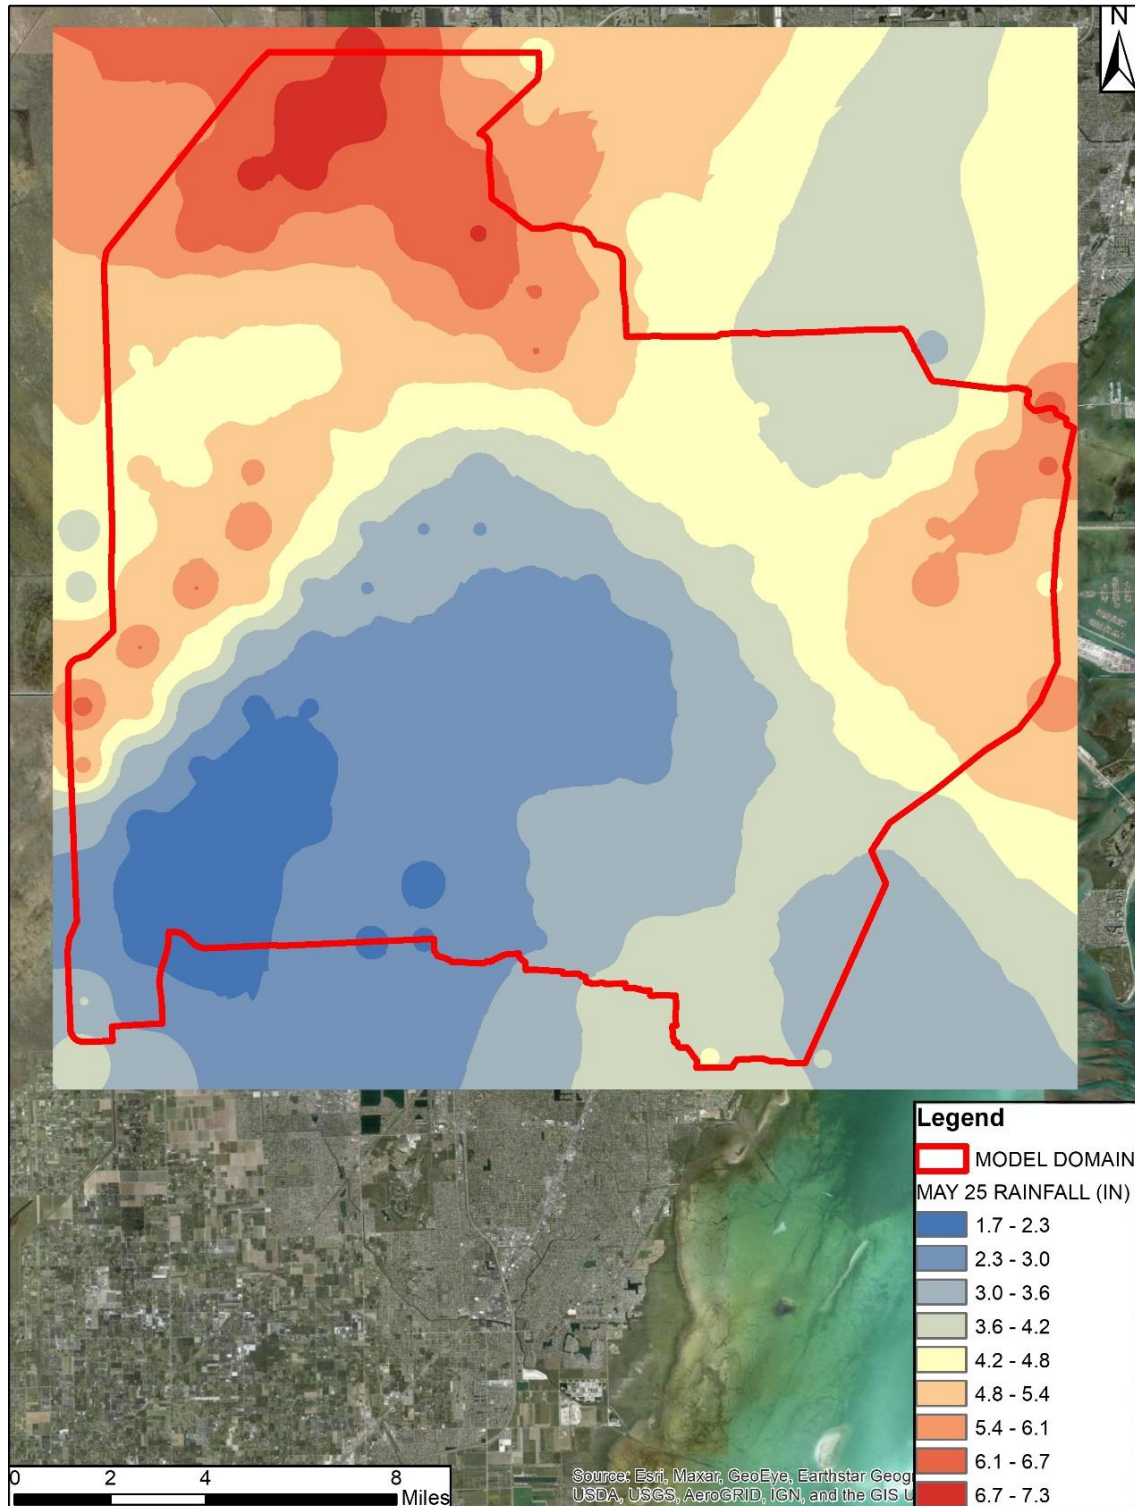 N
Legend
MODEL DOMAIN
MAY 25 RAINFALL (IN)
1.7 - 2.3
2.3 - 3.0
3.0 - 3.6
3.6 - 4.2
4.2 - 4.8
4.8 - 5.4
5.4 - 6.1
6.1 - 6.7
6.7 - 7.3
0 2 4 8
Miles
Source: Esri, Maxar, GeoEye, Earthstar
USDA, USGS, AeroGRID, IGN, and the GIS